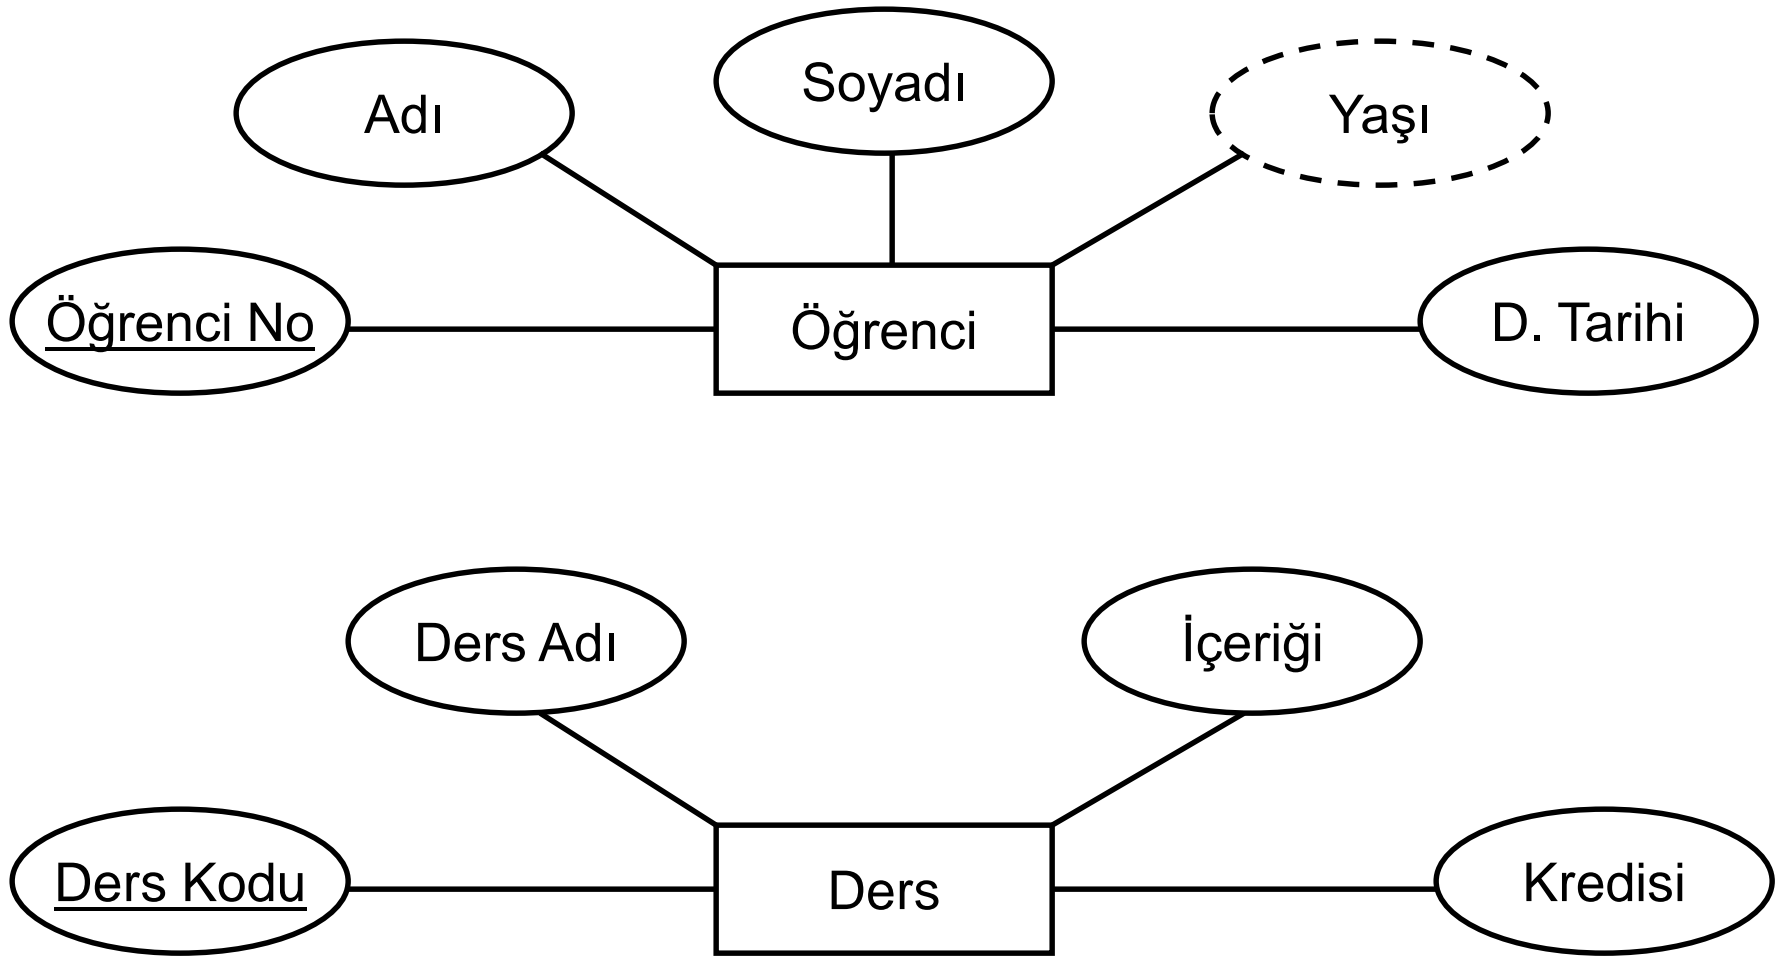 Soyadı
Adı
Yaşı
Öğrenci No
Öğrenci
D. Tarihi
Ders Adı
İçeriği
Ders Kodu
Ders
Kredisi